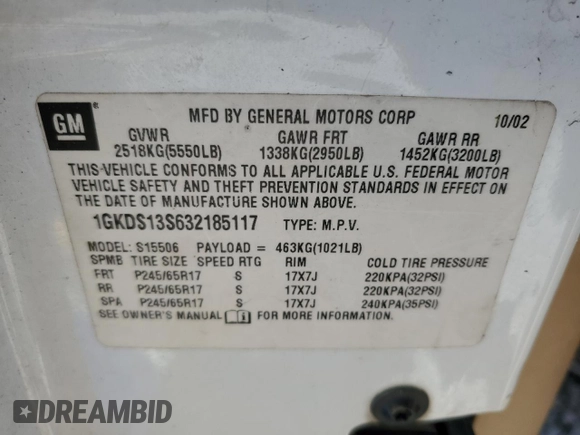 GM
®
MFD BY GENERAL MOTORS CORP 10/02
GVWR GAWR FRT GAWR RR
2518KG(5550LB) 1338KG(2950LB) 1452KG(3200LB)
THIS-VEHICLE CONFORMS TO ALL APPLICABLE U.S. FEDERAL MOTOR
VEHICLE SAFETY AND THEFT PREVENTION STANDARDS IN EFFECT ON
THE DATE OF MANUFACTURE SHOWN ABOVE.
1GKDS13S632185117 TYPE: M.P.V.
MODEL: S15506 PAYLOAD = 463KG(1021LB)
SPMB TIRE SIZE SPEED RTG RIM COLD TIRE PRESSURE
FRT P245/65R17 S 17X7J 220KPA(32PSI)
RR P245/65R17 S 17X7J 220KPA(32PSI)
SPA P245/65R17 S 17X7J 240KPA(35PSI)
SEE OWNER'S MANUAL FOR MORE INFORMATION.
DREAMBID